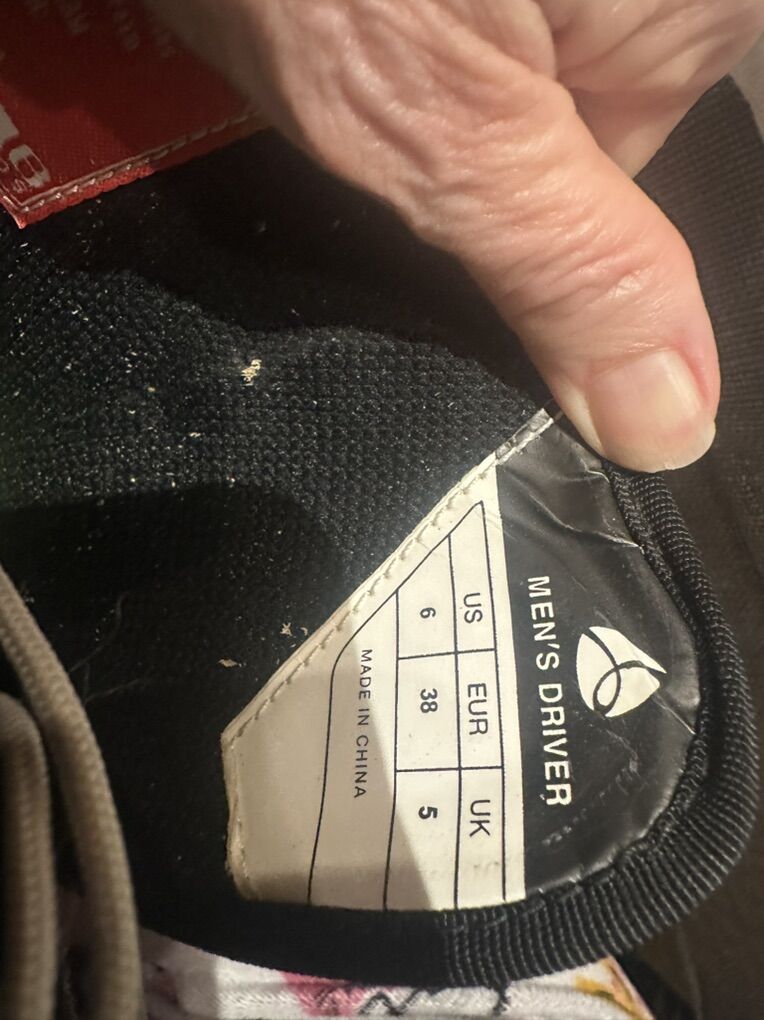 MEN'S DRIVER
US EUR UK
6 38 5
MADE IN CHINA